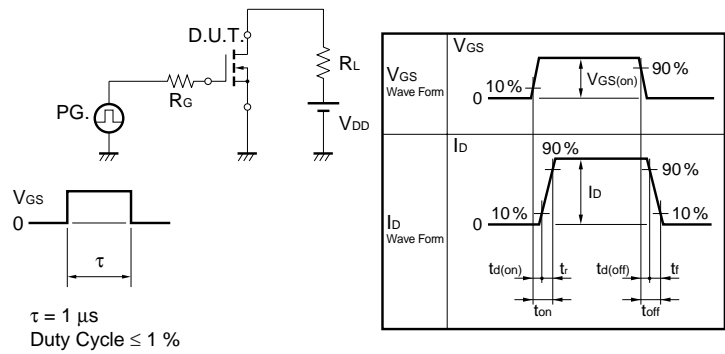 D.U.T.
RL
RG
PG.
VDD
VGS
0
τ
τ = 1 μs
Duty Cycle ≤ 1 %
VGS
Wave Form
VGS
10 %
90 %
VGS(on)
0
ID
Wave Form
ID
90 %
90 %
ID
10 %
10 %
0
td(on)
tr
td(off)
tf
ton
toff